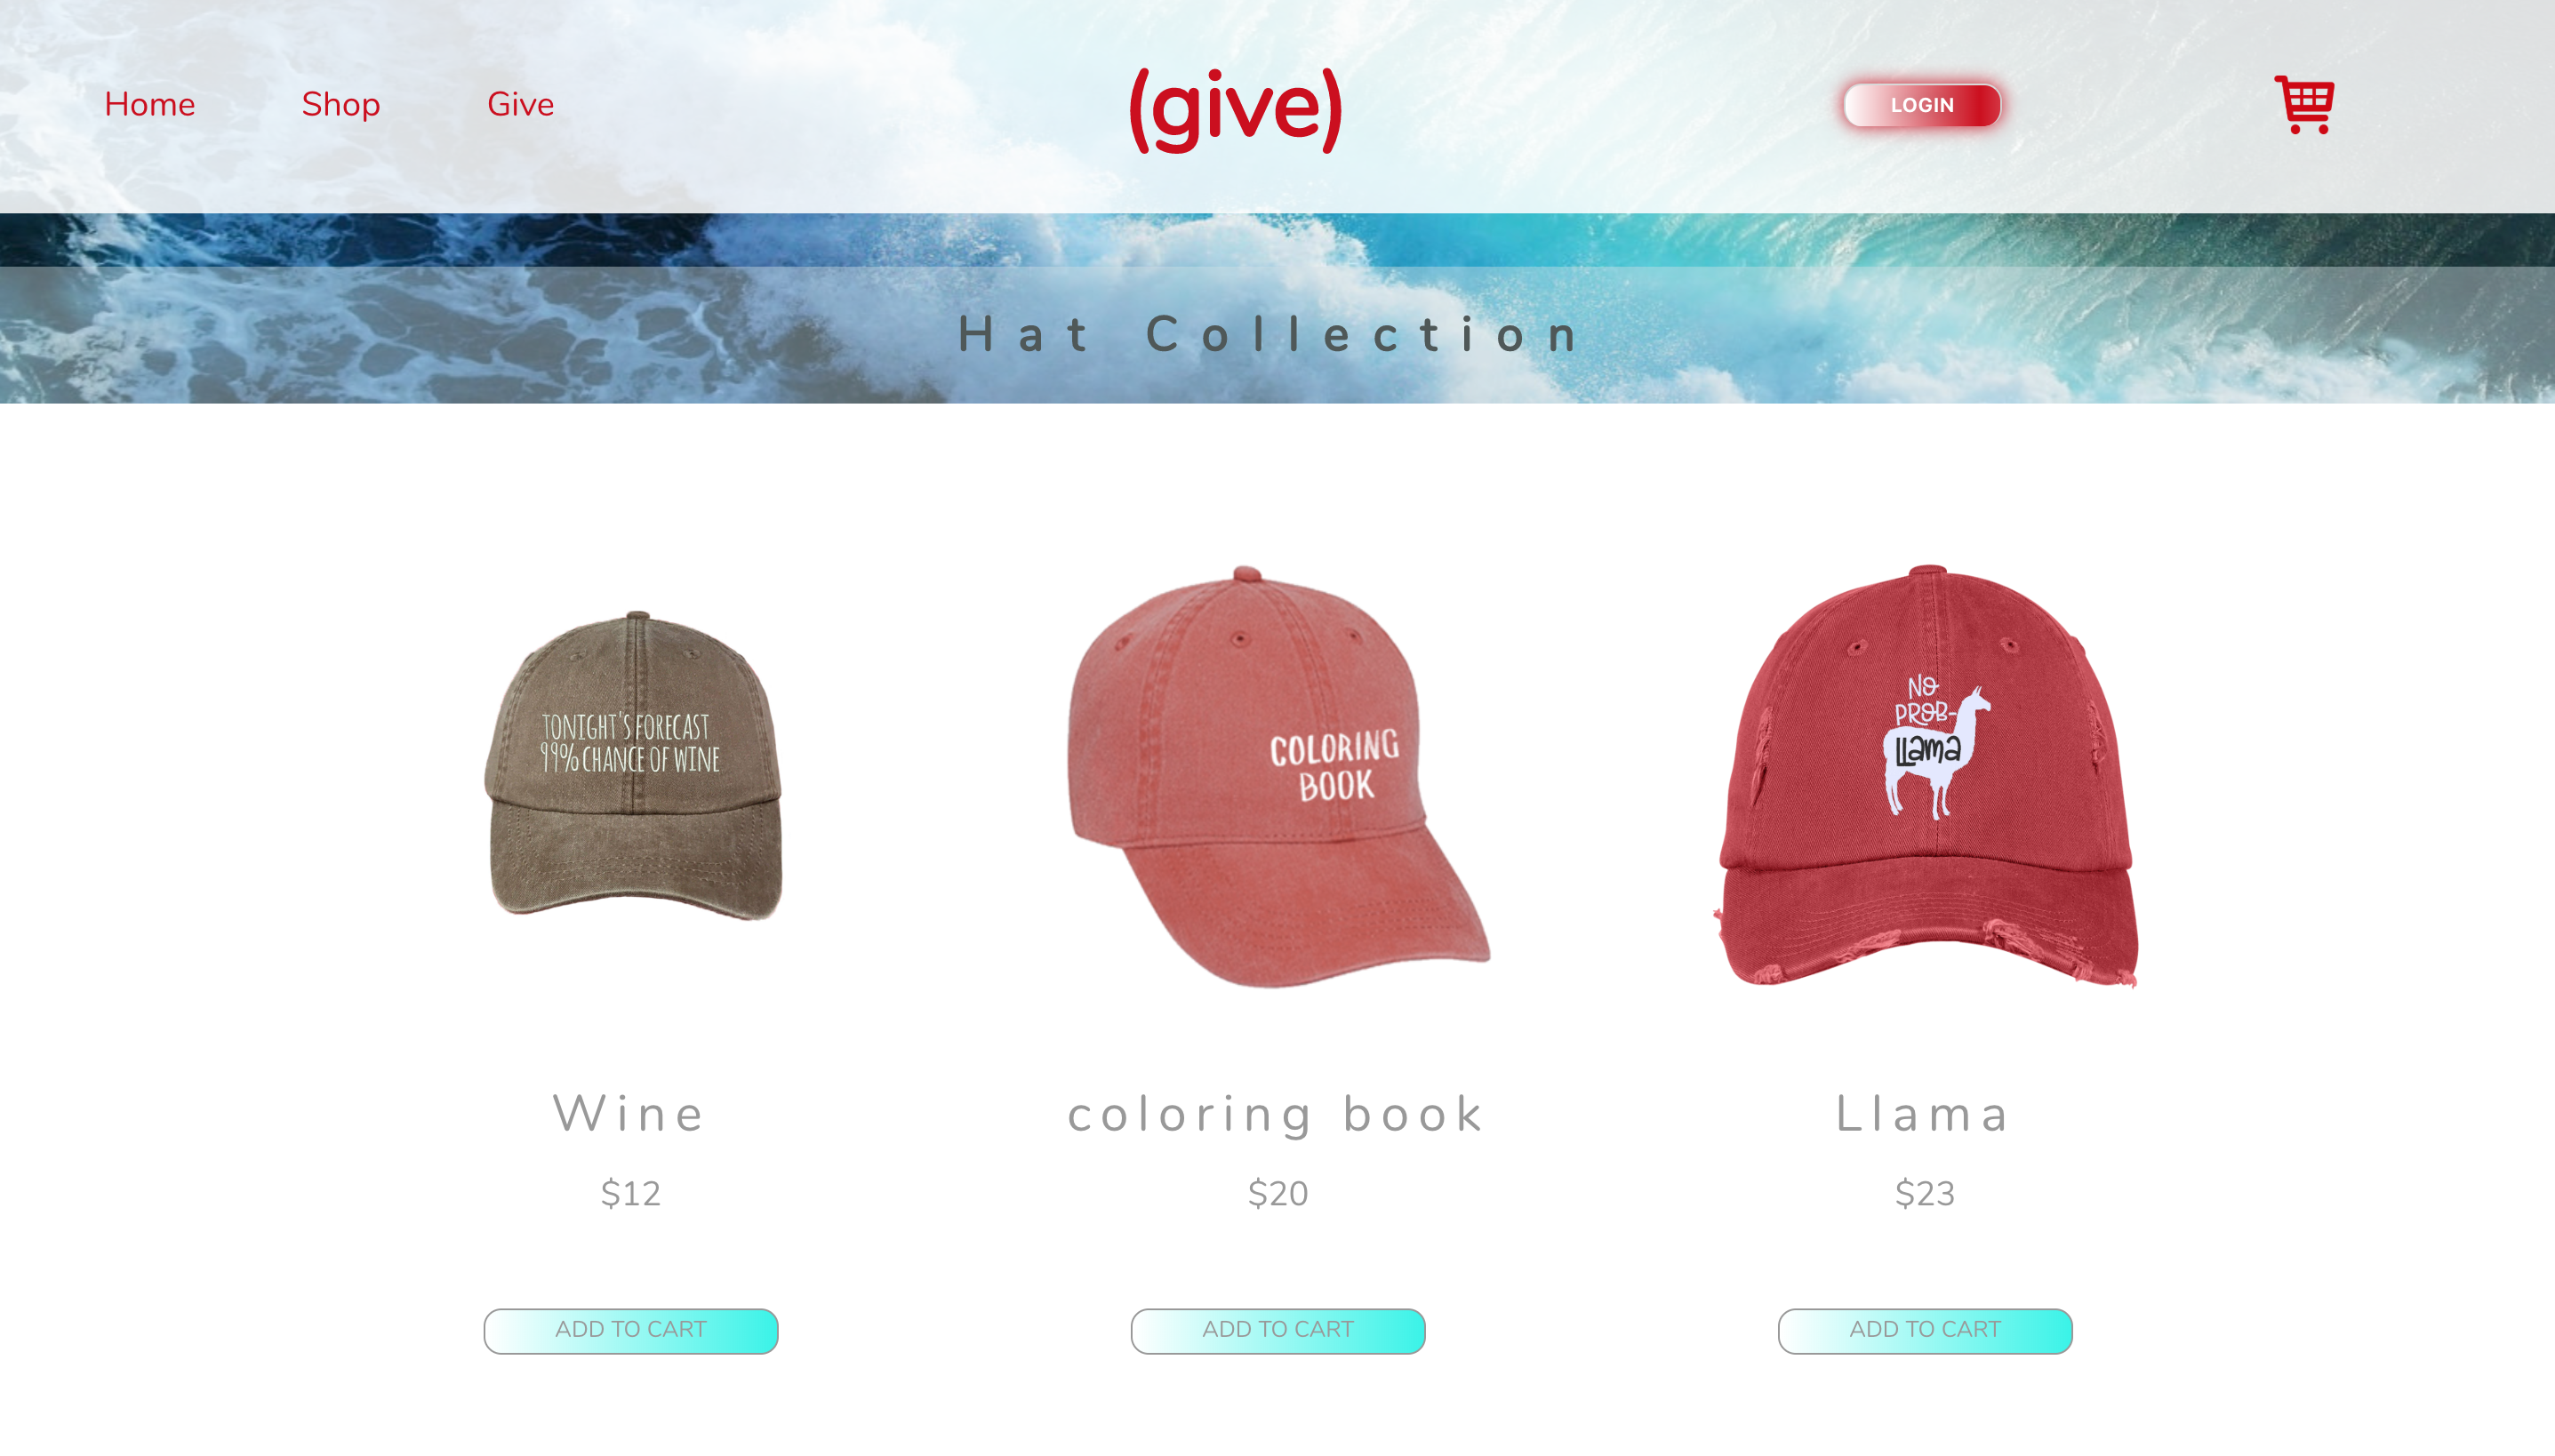 Home Shop Give (give) LOGIN
Hat Collection
TONIGHT'S FORECAST
99% CHANCE OF WINE
COLORING
BOOK
NO
PROB-
LLAMA
Wine
coloring book
Llama
$12
$20
$23
ADD TO CART
ADD TO CART
ADD TO CART